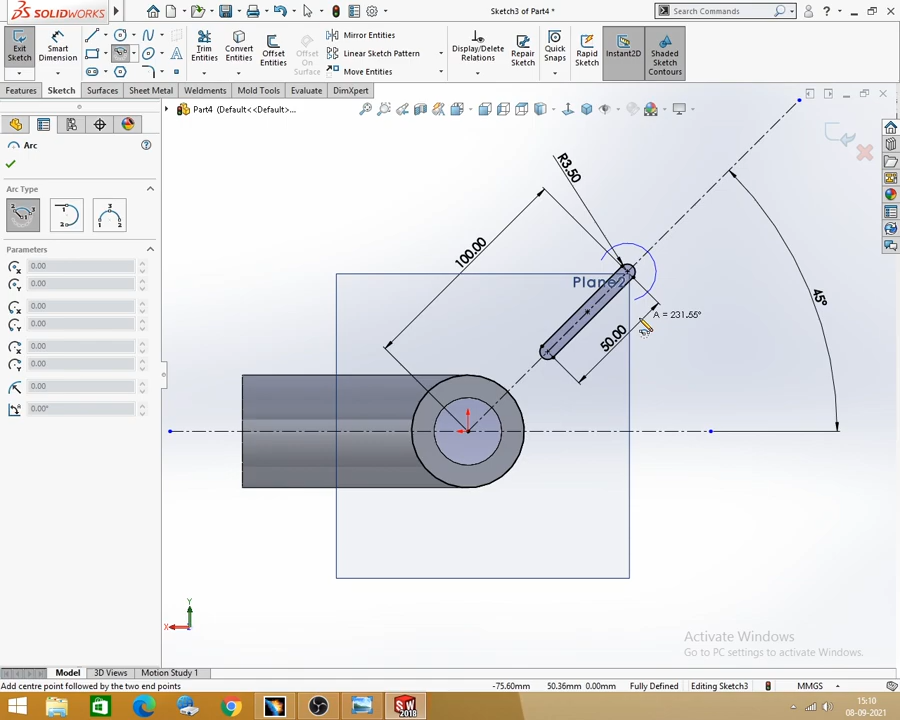 SOLIDWORKS
Sketch3 of Part4 *
Search Commands
Exit Sketch
Smart Dimension
Trim Entities
Convert Entities
Offset Entities
Offset On Surface
Mirror Entities
Linear Sketch Pattern
Move Entities
Display/Delete Relations
Repair Sketch
Quick Snaps
Rapid Sketch
Instant2D
Shaded Sketch Contours
Features
Sketch
Surfaces
Sheet Metal
Weldments
Mold Tools
Evaluate
DimXpert
Part4 (Default<<Default>...
Arc
Arc Type
Parameters
0.00
0.00
0.00
0.00
0.00
0.00
0.00
0.00°
R3.50
100.00
Plane2
50.00
A = 231.55°
45°
Y
X
Activate Windows
Go to PC settings to activate Windows.
Model
3D Views
Motion Study 1
Add centre point followed by the two end points
-75.60mm
50.36mm 0.00mm
Fully Defined
Editing Sketch3
MMGS
SW
2018
15:10
08-09-2021